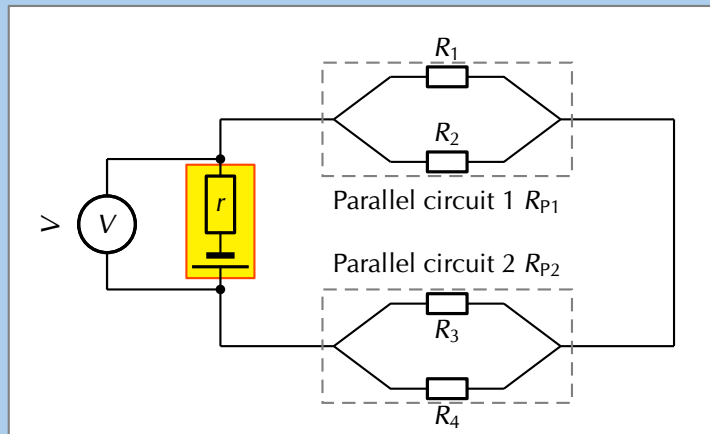 R1
R2
Parallel circuit 1 RP1
V
V
r
Parallel circuit 2 RP2
R3
R4